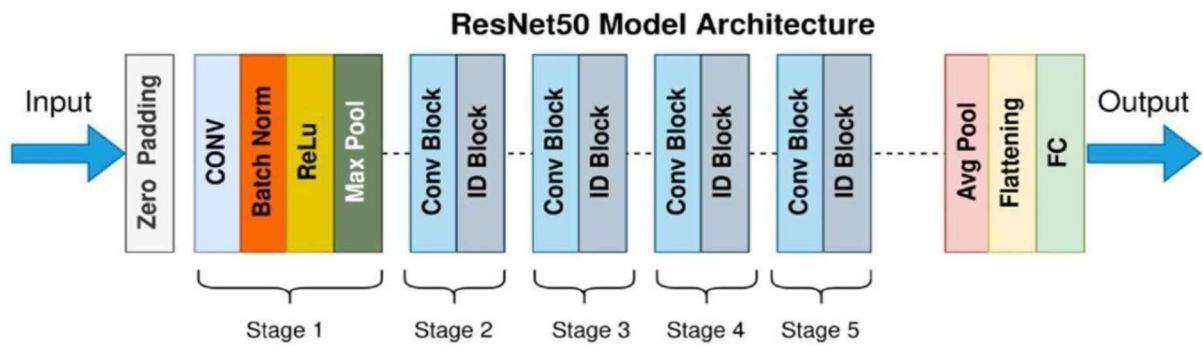 ResNet50 Model Architecture
Input
Zero Padding
CONV
Batch Norm
ReLu
Max Pool
Conv Block
ID Block
Conv Block
ID Block
Conv Block
ID Block
Conv Block
ID Block
Avg Pool
Flattening
FC
Output
Stage 1
Stage 2
Stage 3
Stage 4
Stage 5